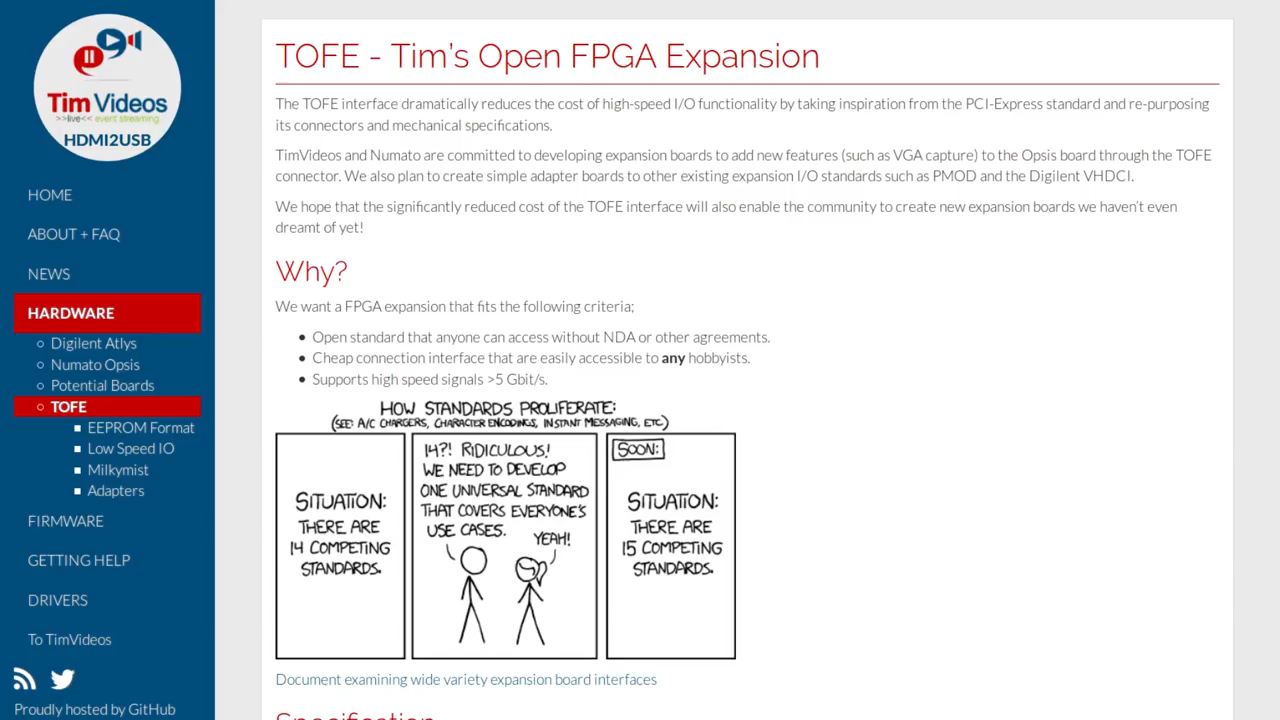 Tim Videos
>>live<< event streaming
HDMI2USB
HOME
ABOUT + FAQ
NEWS
HARDWARE
Digilent Atlys
Numato Opsis
Potential Boards
TOFE
EEPROM Format
Low Speed IO
Milkymist
Adapters
FIRMWARE
GETTING HELP
DRIVERS
To TimVideos
Proudly hosted by GitHub
TOFE - Tim's Open FPGA Expansion
The TOFE interface dramatically reduces the cost of high-speed I/O functionality by taking inspiration from the PCI-Express standard and re-purposing
its connectors and mechanical specifications.
TimVideos and Numato are committed to developing expansion boards to add new features (such as VGA capture) to the Opsis board through the TOFE
connector. We also plan to create simple adapter boards to other existing expansion I/O standards such as PMOD and the Digilent VHDCI.
We hope that the significantly reduced cost of the TOFE interface will also enable the community to create new expansion boards we haven't even
dreamt of yet!
Why?
We want a FPGA expansion that fits the following criteria;
Open standard that anyone can access without NDA or other agreements.
Cheap connection interface that are easily accessible to any hobbyists.
Supports high speed signals >5 Gbit/s.
HOW STANDARDS PROLIFERATE:
(SEE: A/C CHARGERS, CHARACTER ENCODINGS, INSTANT MESSAGING, ETC.)
SITUATION:
THERE ARE
14 COMPETING
STANDARDS.
14?! RIDICULOUS!
WE NEED TO DEVELOP
ONE UNIVERSAL STANDARD
THAT COVERS EVERYONE'S
USE CASES.
YEAH!
SOON:
SITUATION:
THERE ARE
15 COMPETING
STANDARDS.
Document examining wide variety expansion board interfaces
Specification